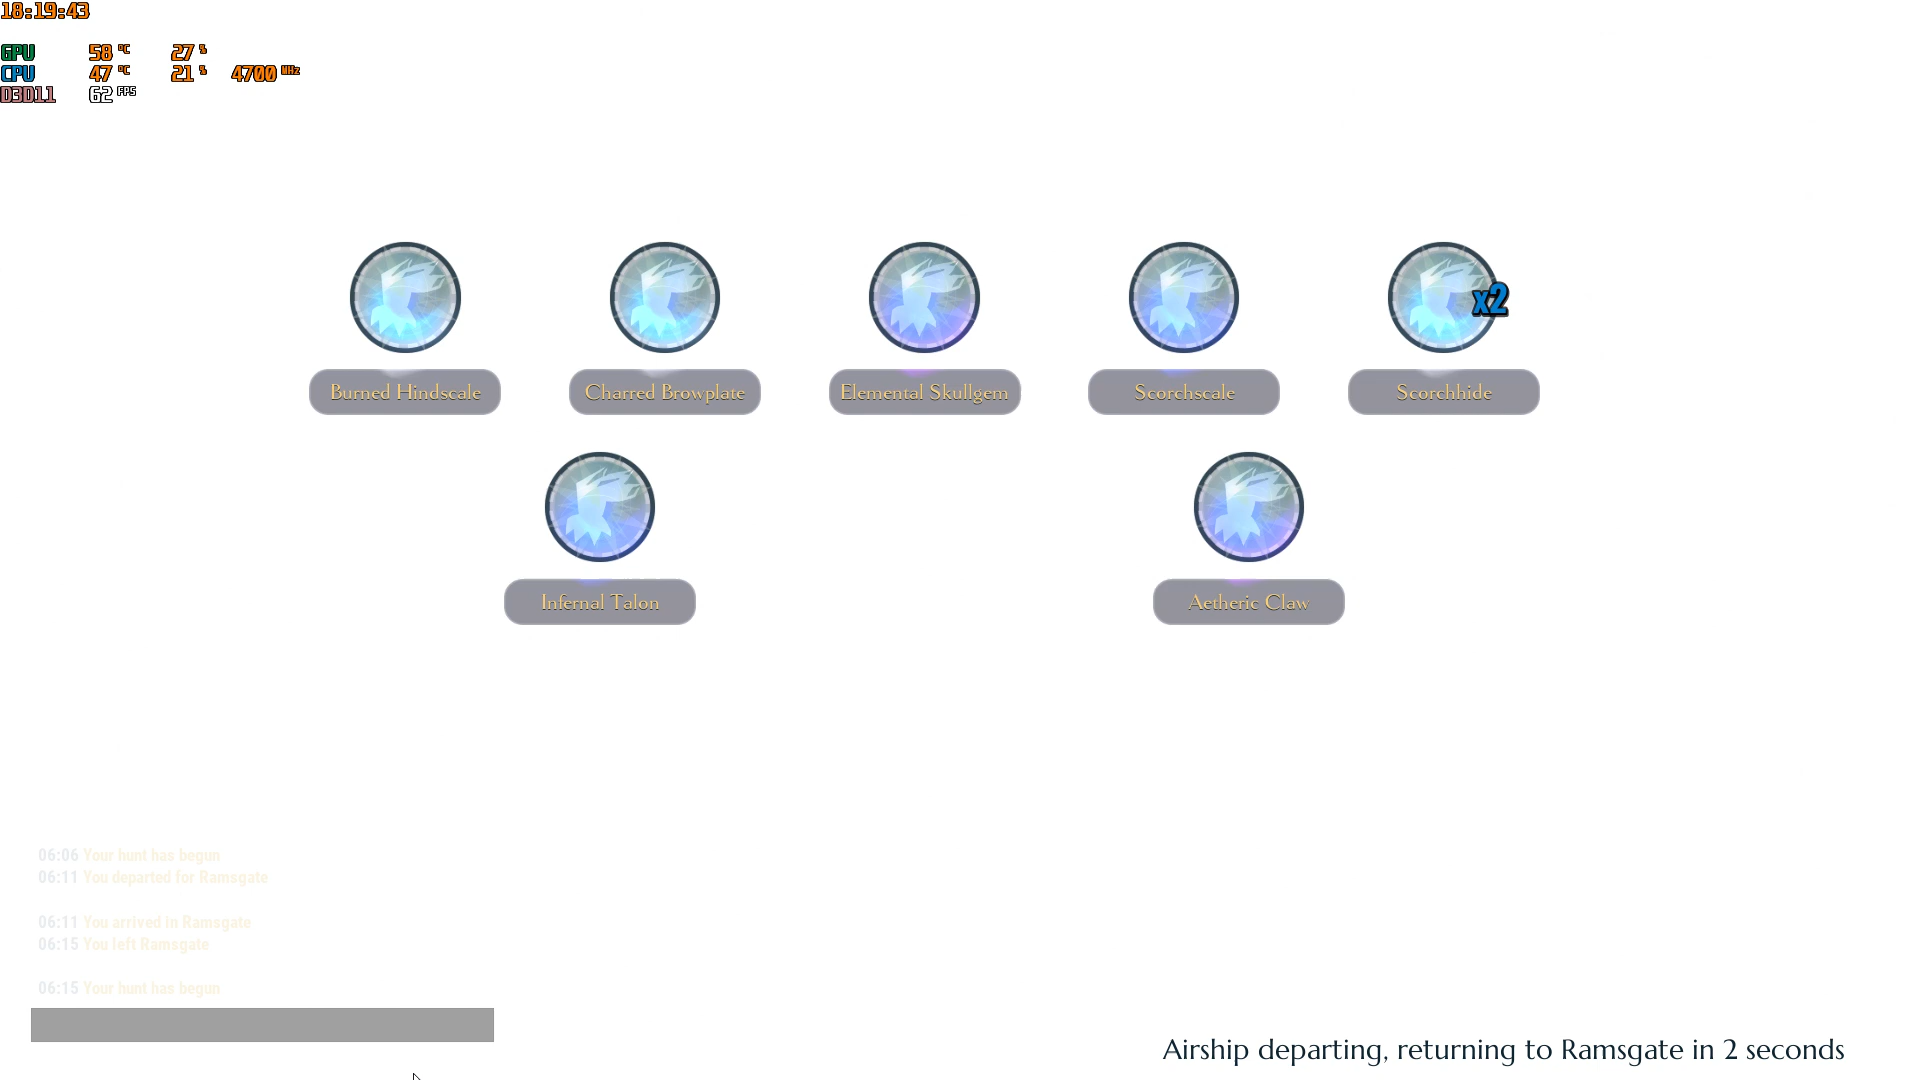 18:19:43
GPU 58 °C 27 %
CPU 47 °C 21 % 4700 MHz
D3D11 62 FPS
x2
Burned Hindscale Charred Browplate Elemental Skullgem Scorchscale Scorchhide
Infernal Talon Aetheric Claw
06:06 Your hunt has begun
06:11 You departed for Ramsgate
06:11 You arrived in Ramsgate
06:15 You left Ramsgate
06:15 Your hunt has begun
Airship departing, returning to Ramsgate in 2 seconds